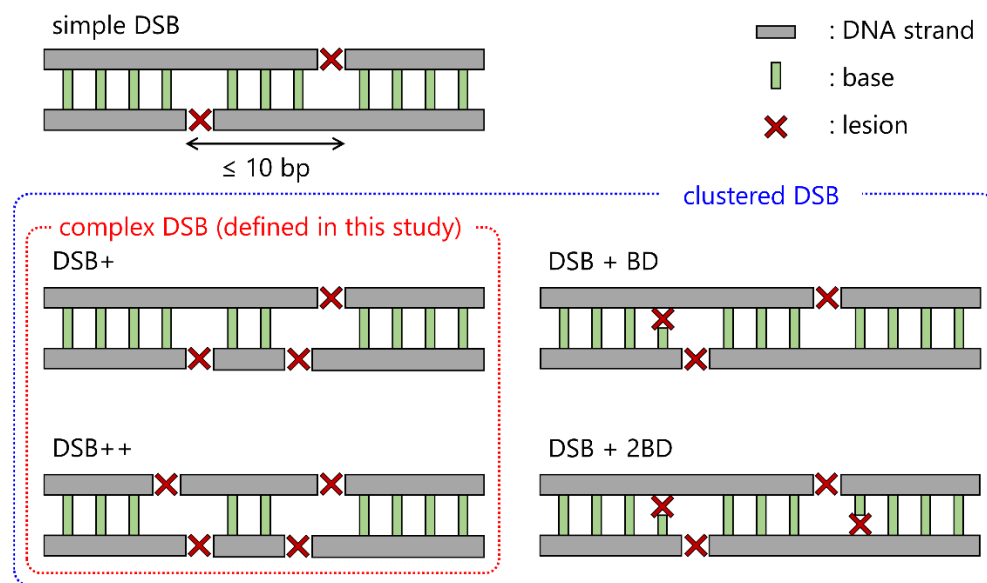 simple DSB
: DNA strand
: base
: lesion
≤ 10 bp
clustered DSB
complex DSB (defined in this study)
DSB+
DSB + BD
DSB++
DSB + 2BD